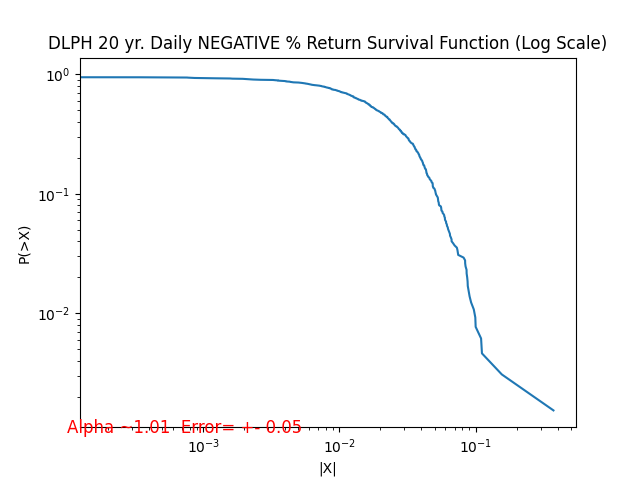 DLPH 20 yr. Daily NEGATIVE % Return Survival Function (Log Scale)
10⁰
10⁻¹
10⁻²
P(>X)
Alpha ~1.01 Error= +- 0.05
10⁻³ 10⁻² 10⁻¹
|X|